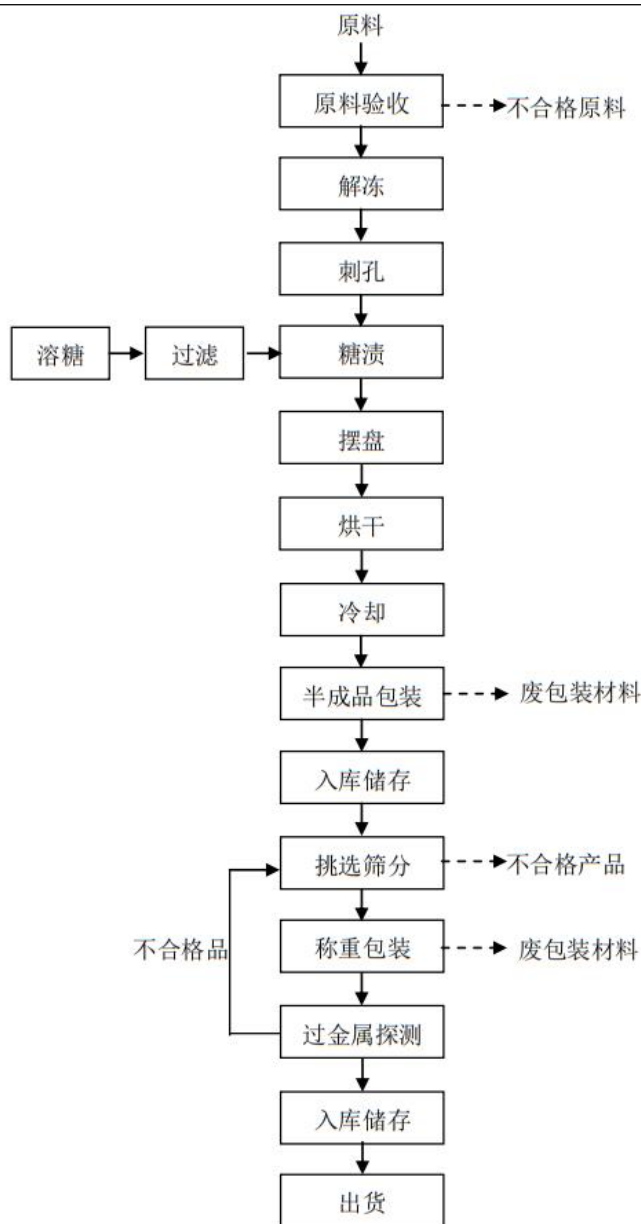 原料
原料验收
不合格原料
解冻
刺孔
溶糖
过滤
糖渍
摆盘
烘干
冷却
半成品包装
废包装材料
入库储存
挑选筛分
不合格产品
不合格品
称重包装
废包装材料
过金属探测
入库储存
出货